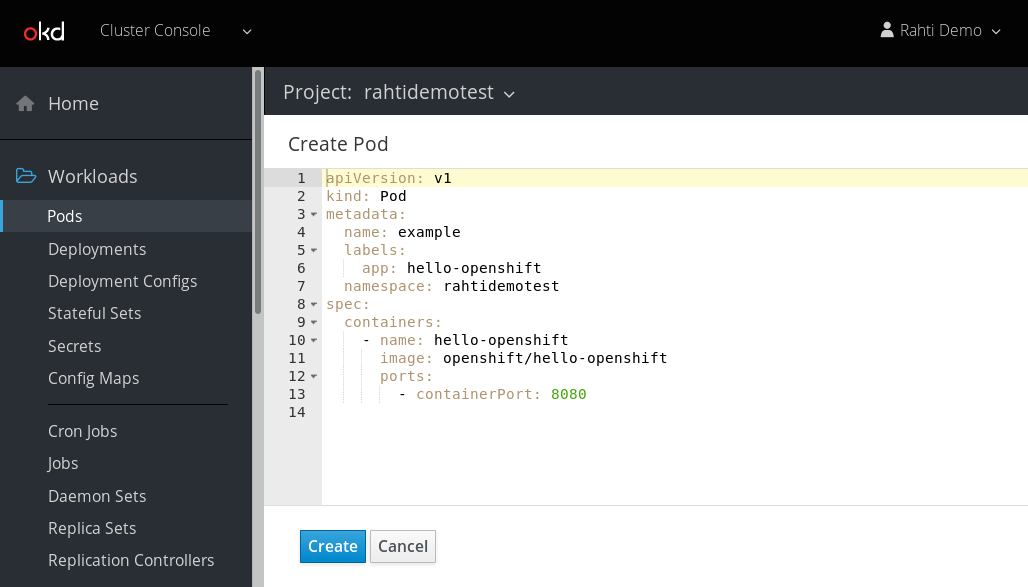 okd
Cluster Console
Rahti Demo
Home
Workloads
Pods
Deployments
Deployment Configs
Stateful Sets
Secrets
Config Maps
Cron Jobs
Jobs
Daemon Sets
Replica Sets
Replication Controllers
Project: rahtidemotest
Create Pod
1 apiVersion: v1
2 kind: Pod
3 metadata:
4 name: example
5 labels:
6 app: hello-openshift
7 namespace: rahtidemotest
8 spec:
9 containers:
10 - name: hello-openshift
11 image: openshift/hello-openshift
12 ports:
13 - containerPort: 8080
14
Create Cancel